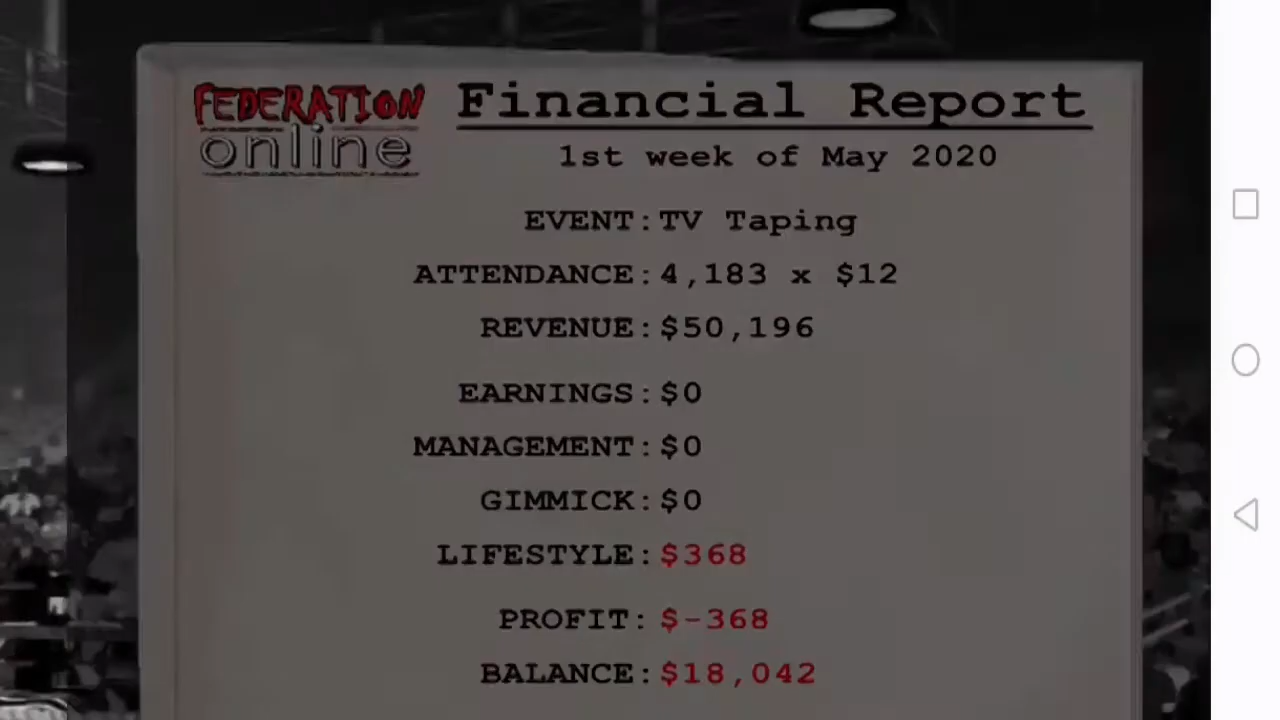 FEDERATION
online
Financial Report
1st week of May 2020
EVENT: TV Taping
ATTENDANCE: 4,183 x $12
REVENUE: $50,196
EARNINGS: $0
MANAGEMENT: $0
GIMMICK: $0
LIFESTYLE: $368
PROFIT: $-368
BALANCE: $18,042